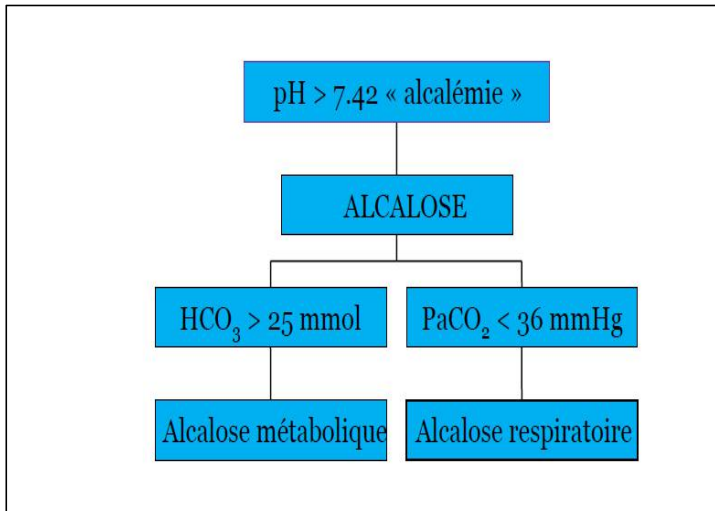 pH > 7.42 « alcalémie »
ALCALOSE
HCO₃ > 25 mmol
PaCO₂ < 36 mmHg
Alcalose métabolique
Alcalose respiratoire